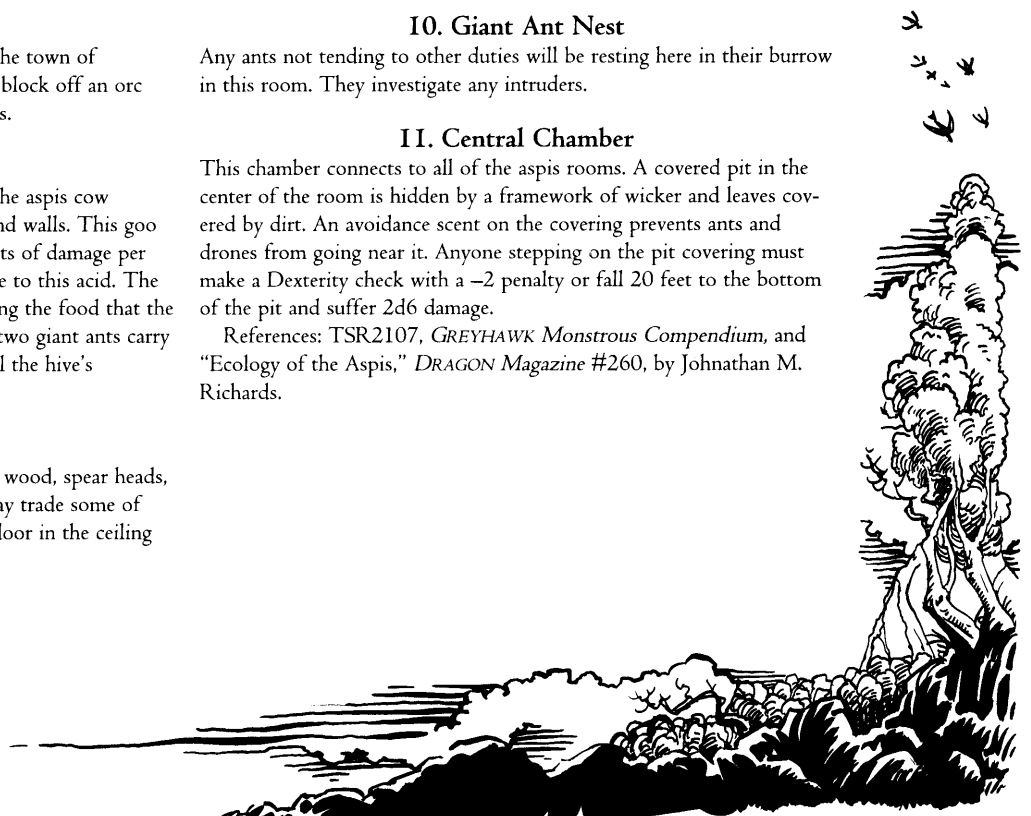 he town of
block off an orc
s.
he aspis cow
nd walls. This goo
ts of damage per
e to this acid. The
ng the food that the
two giant ants carry
l the hive's
wood, spear heads,
ay trade some of
loor in the ceiling
10. Giant Ant Nest
Any ants not tending to other duties will be resting here in their burrow
in this room. They investigate any intruders.
11. Central Chamber
This chamber connects to all of the aspis rooms. A covered pit in the
center of the room is hidden by a framework of wicker and leaves cov-
ered by dirt. An avoidance scent on the covering prevents ants and
drones from going near it. Anyone stepping on the pit covering must
make a Dexterity check with a –2 penalty or fall 20 feet to the bottom
of the pit and suffer 2d6 damage.
References: TSR2107, GREYHAWK Monstrous Compendium, and
“Ecology of the Aspis,” DRAGON Magazine #260, by Johnathan M.
Richards.